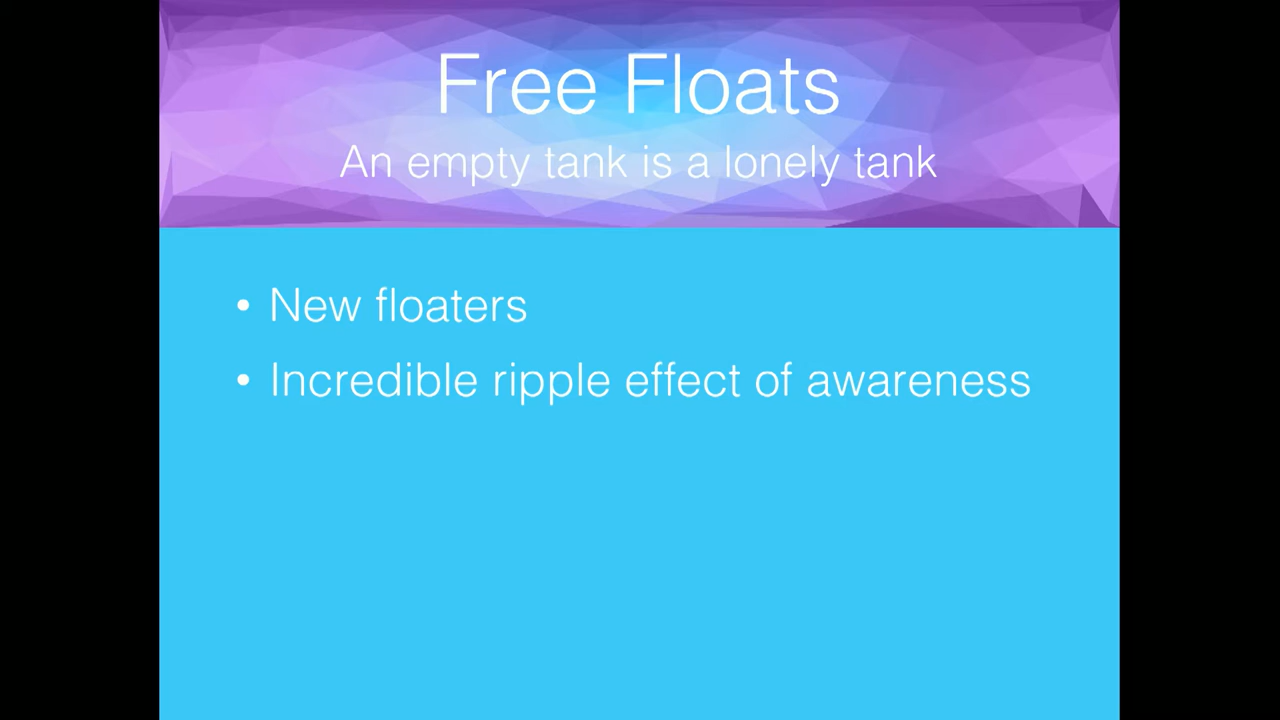 Free Floats
An empty tank is a lonely tank
• New floaters
• Incredible ripple effect of awareness